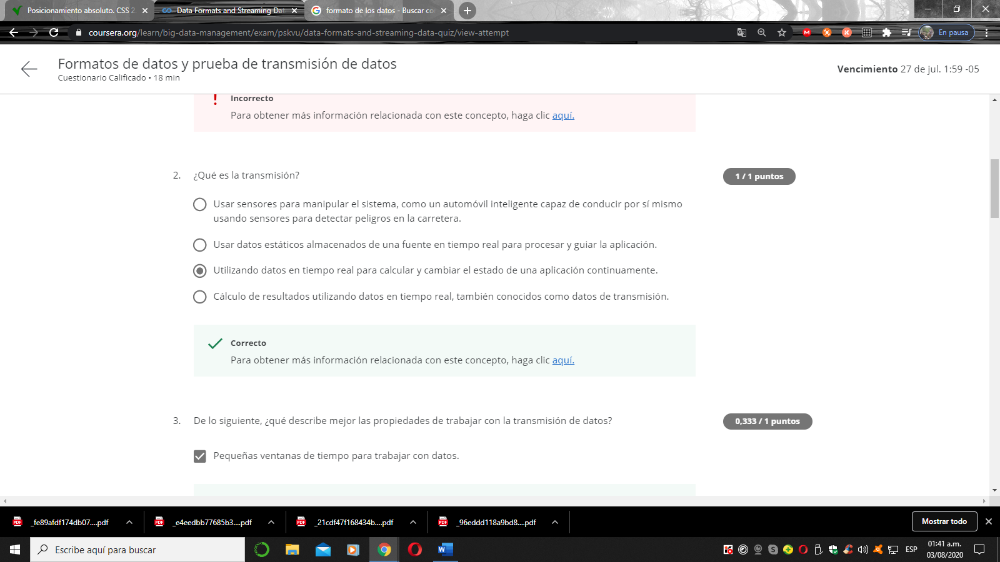 Posicionamiento absoluto. CSS 2.
Data Formats and Streaming Dat
formato de los datos - Buscar co
coursera.org/learn/big-data-management/exam/pskvu/data-formats-and-streaming-data-quiz/view-attempt
En pausa
Formatos de datos y prueba de transmisión de datos
Cuestionario Calificado • 18 min
Vencimiento 27 de jul. 1:59 -05
Incorrecto
Para obtener más información relacionada con este concepto, haga clic aquí.
2. ¿Qué es la transmisión?
1 / 1 puntos
Usar sensores para manipular el sistema, como un automóvil inteligente capaz de conducir por sí mismo
usando sensores para detectar peligros en la carretera.
Usar datos estáticos almacenados de una fuente en tiempo real para procesar y guiar la aplicación.
Utilizando datos en tiempo real para calcular y cambiar el estado de una aplicación continuamente.
Cálculo de resultados utilizando datos en tiempo real, también conocidos como datos de transmisión.
Correcto
Para obtener más información relacionada con este concepto, haga clic aquí.
3. De lo siguiente, ¿qué describe mejor las propiedades de trabajar con la transmisión de datos?
0,333 / 1 puntos
Pequeñas ventanas de tiempo para trabajar con datos.
_fe89afdf174db07....pdf
_e4eedbb77685b3....pdf
_21cdf47f168434b....pdf
_96eddd118a9bd8....pdf
Mostrar todo
Escribe aquí para buscar
ESP
01:41 a.m.
03/08/2020